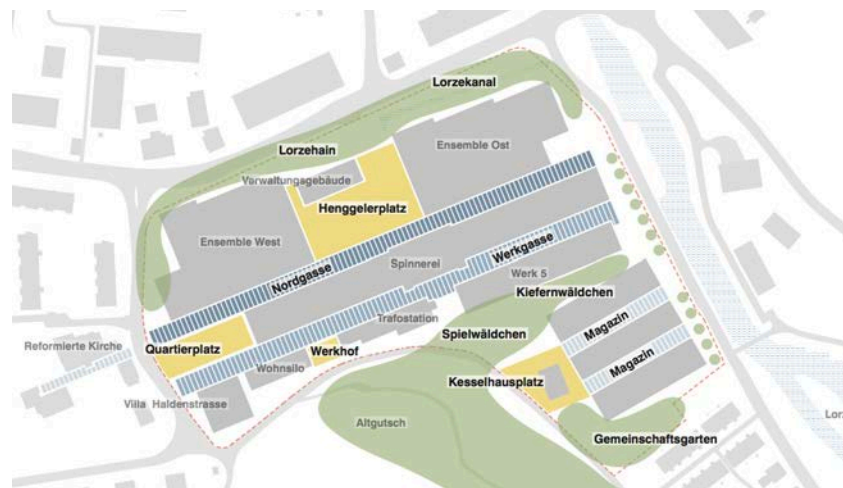 Lorzekanal
Lorzehain
Ensemble Ost
Verwaltungsgebäude
Henggelerplatz
Ensemble West
Nordgasse
Spinnerei
Werkgasse
Werk 5
Kiefernwäldchen
Trafostation
Spielwäldchen
Magazin
Reformierte Kirche
Quartierplatz
Werkhof
Wohnsilo
Magazin
Kesselhausplatz
Villa Haldenstrasse
Altgutsch
Gemeinschaftsgarten